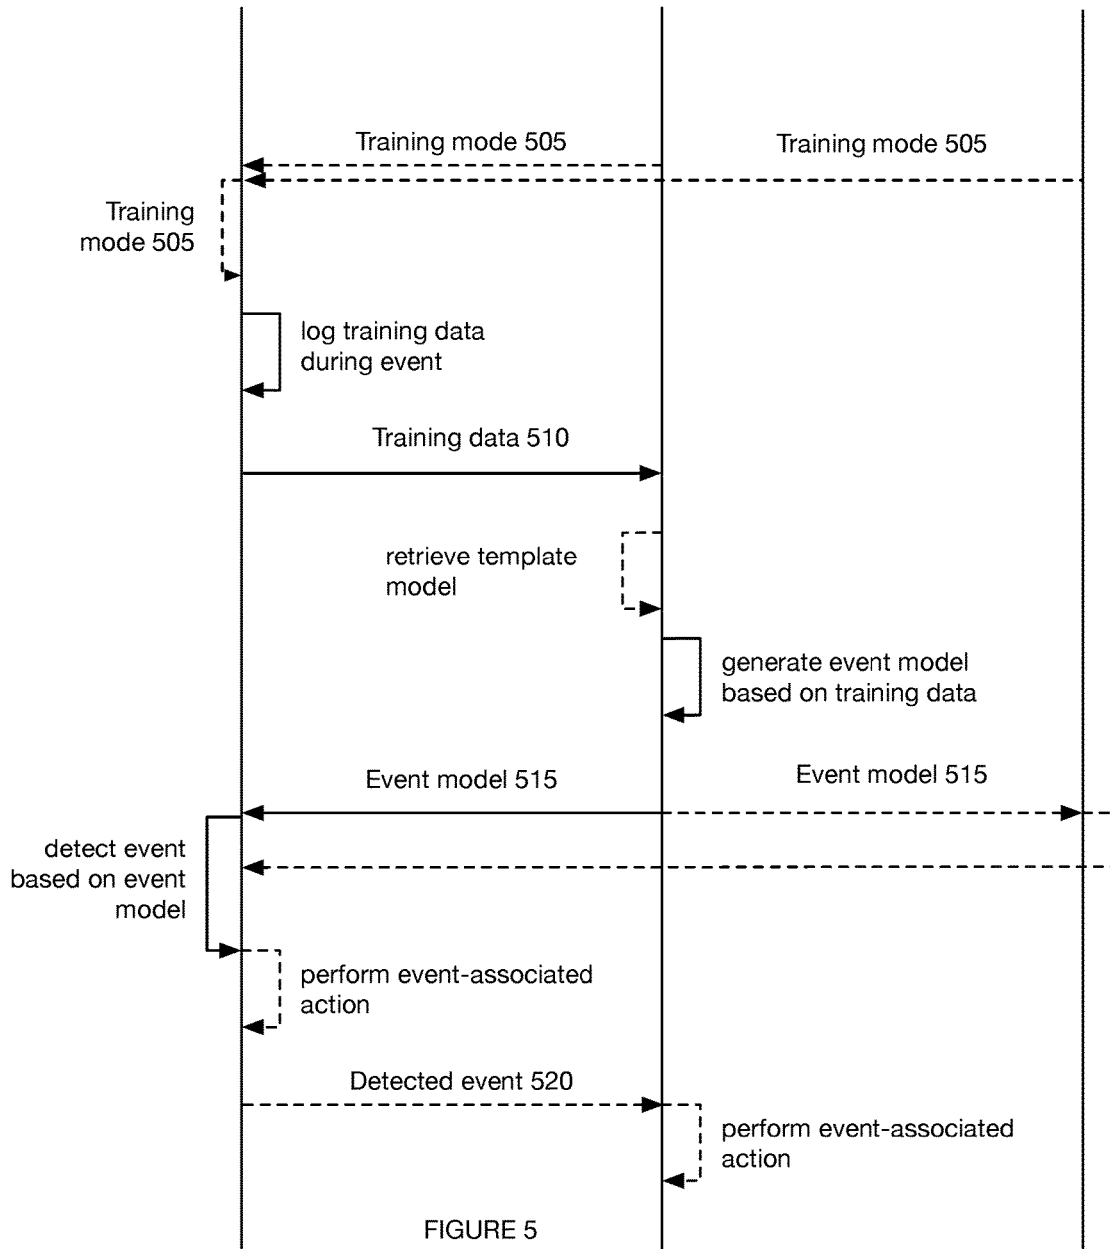 Training mode 505
Training mode 505
Training
mode 505
log training data
during event
Training data 510
retrieve template
model
generate event model
based on training data
Event model 515
Event model 515
detect event
based on event
model
perform event-associated
action
Detected event 520
perform event-associated
action
FIGURE 5